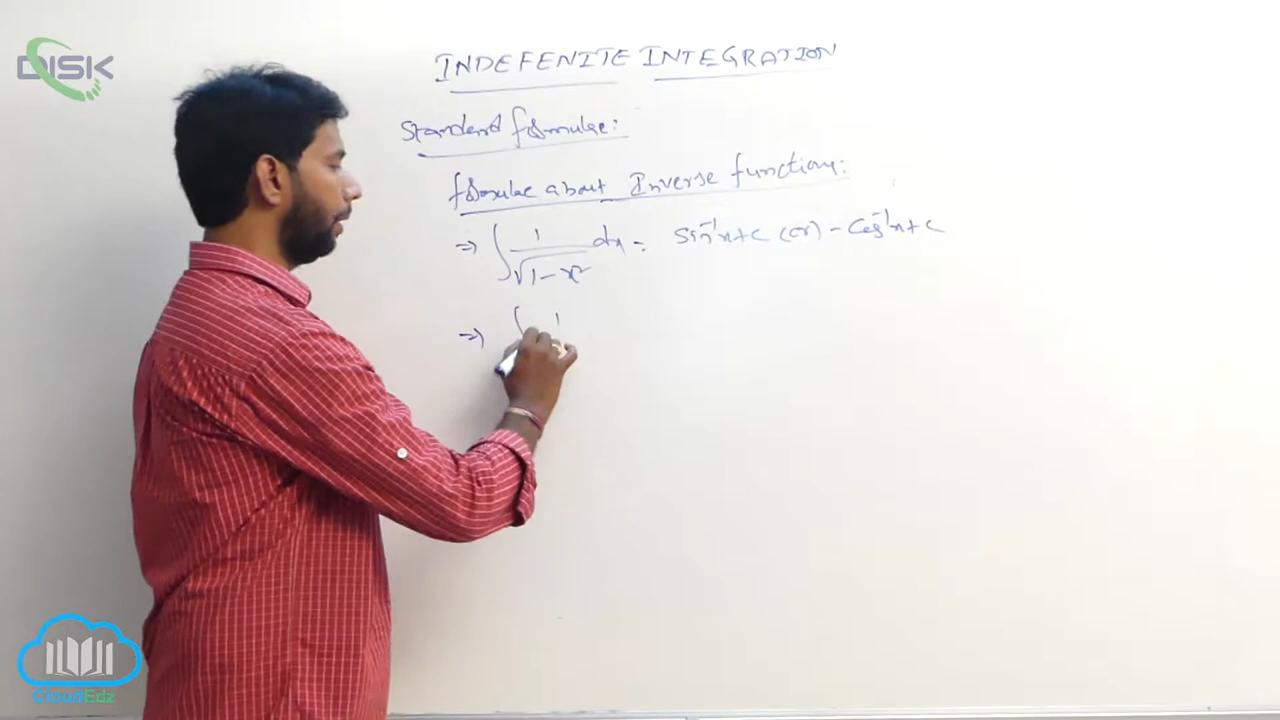 DISK
INDEFENITE INTEGRATION
Standard formulae:
formulae about Inverse function:
⇒ ∫ 1/√1-x² dx = Sin⁻¹x+c (or) - Cos⁻¹x+c
⇒ ∫ 1
CloudEdz